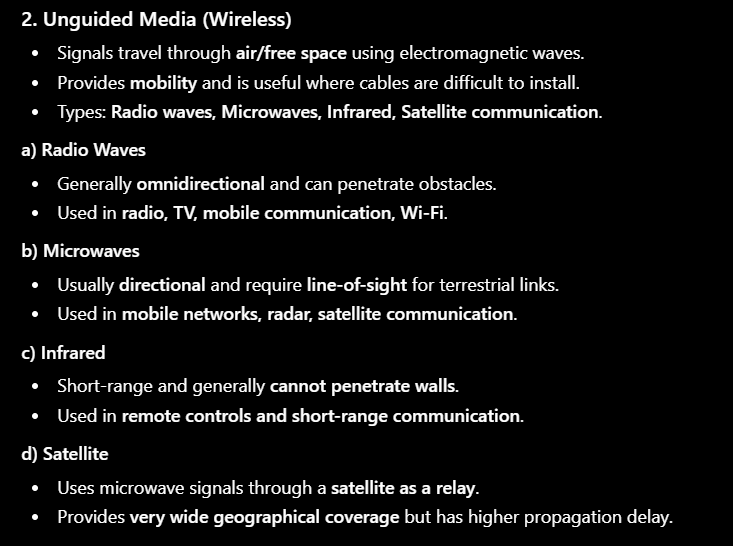 2. Unguided Media (Wireless)
• Signals travel through air/free space using electromagnetic waves.
• Provides mobility and is useful where cables are difficult to install.
• Types: Radio waves, Microwaves, Infrared, Satellite communication.
a) Radio Waves
• Generally omnidirectional and can penetrate obstacles.
• Used in radio, TV, mobile communication, Wi-Fi.
b) Microwaves
• Usually directional and require line-of-sight for terrestrial links.
• Used in mobile networks, radar, satellite communication.
c) Infrared
• Short-range and generally cannot penetrate walls.
• Used in remote controls and short-range communication.
d) Satellite
• Uses microwave signals through a satellite as a relay.
• Provides very wide geographical coverage but has higher propagation delay.